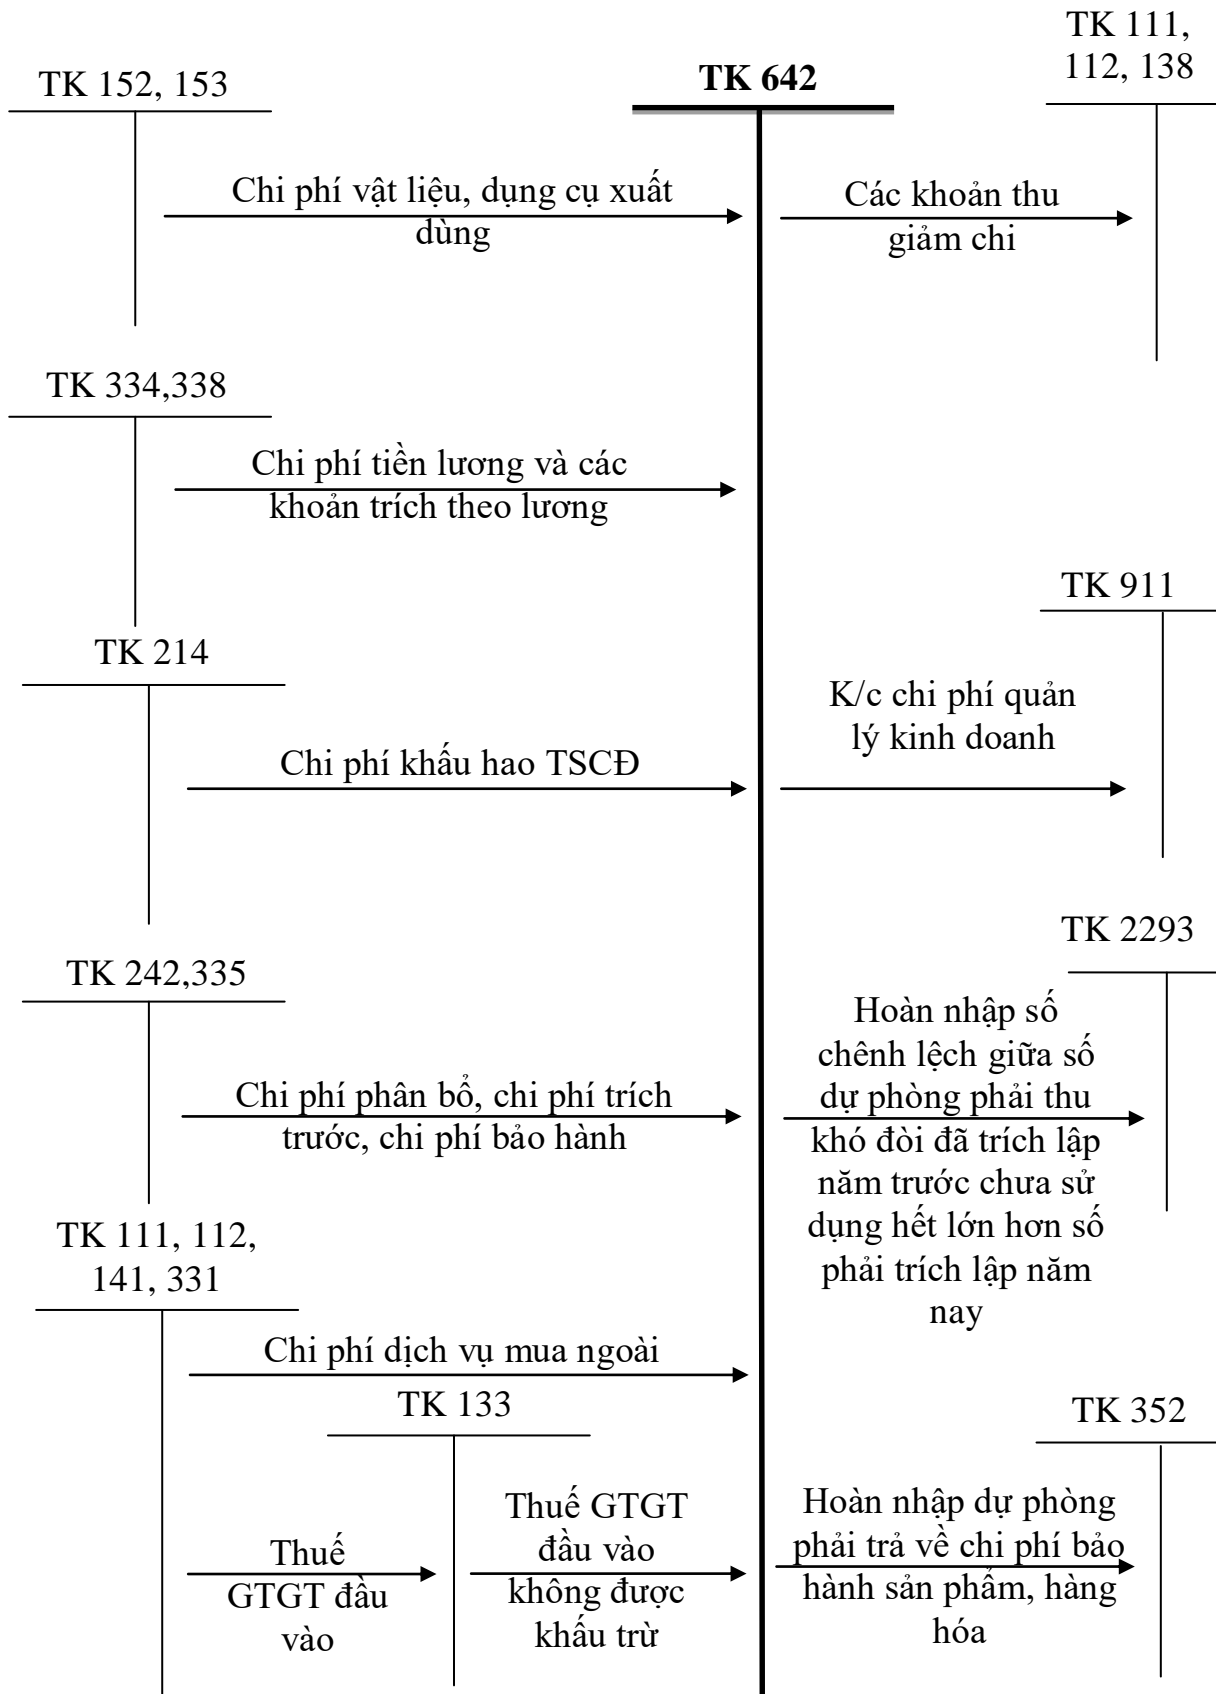 TK 152, 153
TK 642
TK 111,
112, 138
Chi phí vật liệu, dụng cụ xuất
dùng
Các khoản thu
giảm chi
TK 334,338
Chi phí tiền lương và các
khoản trích theo lương
TK 911
TK 214
K/c chi phí quản
lý kinh doanh
Chi phí khấu hao TSCĐ
TK 2293
TK 242,335
Hoàn nhập số
chênh lệch giữa số
dự phòng phải thu
khó đòi đã trích lập
năm trước chưa sử
dụng hết lớn hơn số
phải trích lập năm
nay
Chi phí phân bổ, chi phí trích
trước, chi phí bảo hành
TK 111, 112,
141, 331
Chi phí dịch vụ mua ngoài
TK 133
TK 352
Thuế
GTGT đầu
vào
Thuế GTGT
đầu vào
không được
khấu trừ
Hoàn nhập dự phòng
phải trả về chi phí bảo
hành sản phẩm, hàng
hóa